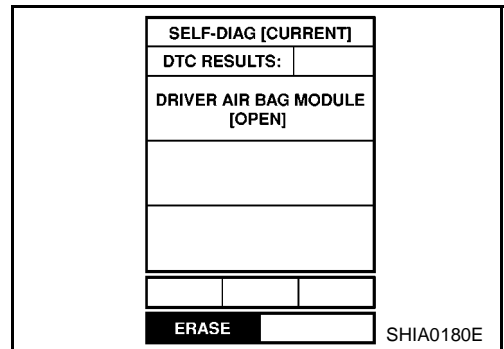 SELF-DIAG [CURRENT]
DTC RESULTS:
DRIVER AIR BAG MODULE
[OPEN]
ERASE
SHIA0180E